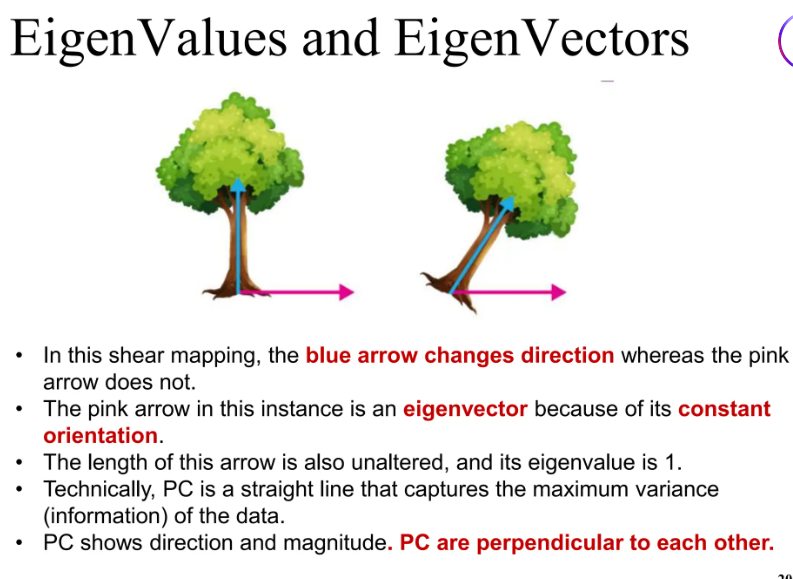 EigenValues and EigenVectors
• In this shear mapping, the blue arrow changes direction whereas the pink
arrow does not.
• The pink arrow in this instance is an eigenvector because of its constant
orientation.
• The length of this arrow is also unaltered, and its eigenvalue is 1.
• Technically, PC is a straight line that captures the maximum variance
(information) of the data.
• PC shows direction and magnitude. PC are perpendicular to each other.